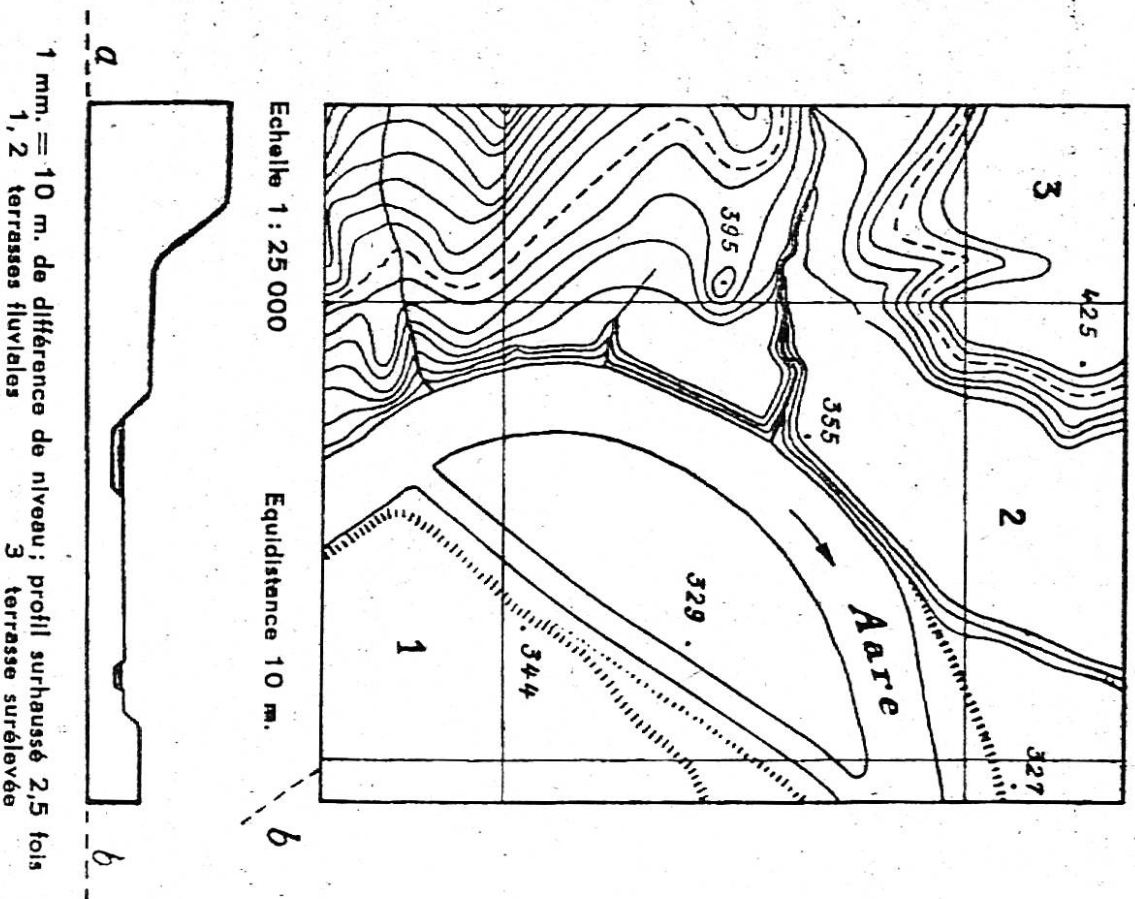 3
425
395
2
355
Aare
329
327
344
1
Echelle 1 : 25 000
Equidistance 10 m.
b
a
b
1 mm. = 10 m. de différence de niveau ; profil surhaussé 2,5 fois
1, 2 terrasses fluviales
3 terrasse surélevée